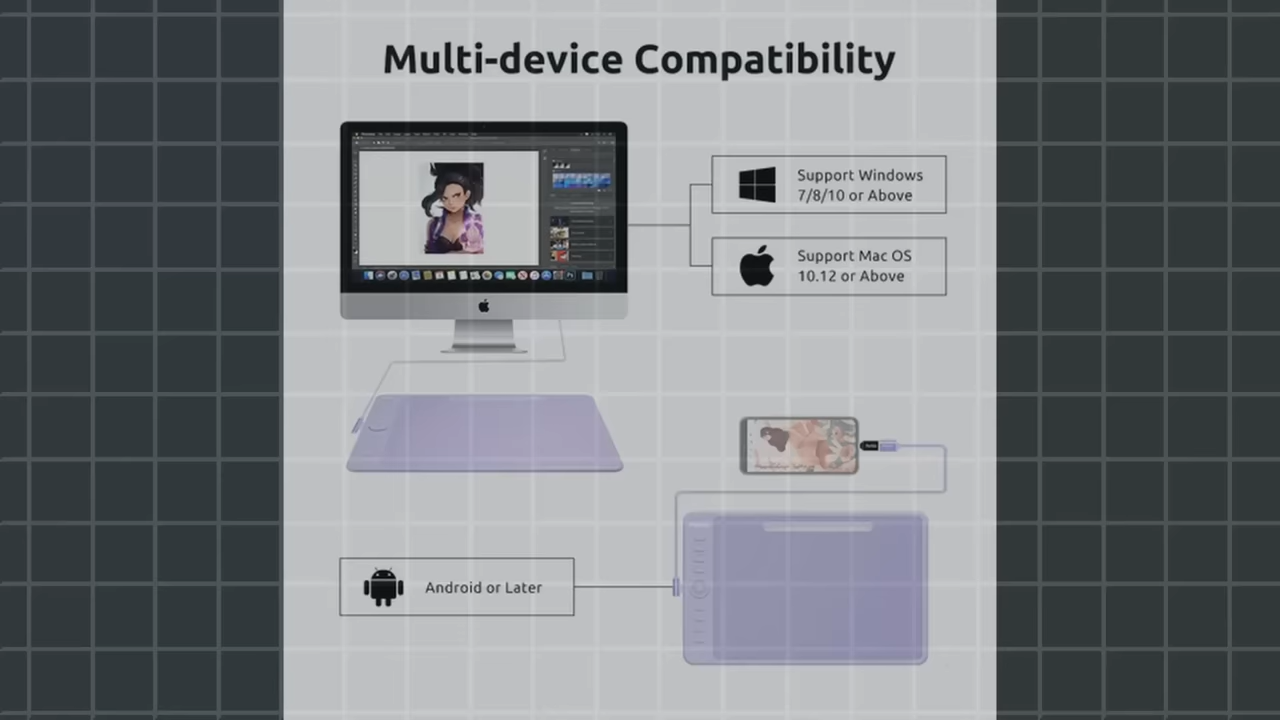 Multi-device Compatibility
Support Windows
7/8/10 or Above
Support Mac OS
10.12 or Above
Android or Later